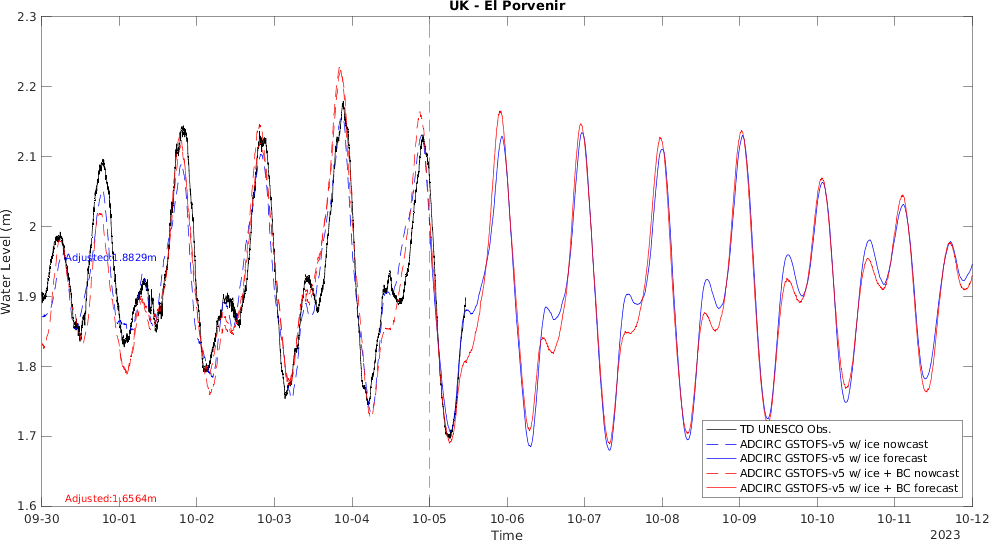 UK - El Porvenir
Water Level (m)
2.3
2.2
2.1
2
1.9
1.8
1.7
1.6
Adjusted:1.8829m
Adjusted:1.6564m
TD UNESCO Obs.
ADCIRC GSTOFS-v5 w/ ice nowcast
ADCIRC GSTOFS-v5 w/ ice forecast
ADCIRC GSTOFS-v5 w/ ice + BC nowcast
ADCIRC GSTOFS-v5 w/ ice + BC forecast
09-30 10-01 10-02 10-03 10-04 10-05 10-06 10-07 10-08 10-09 10-10 10-11 10-12
Time
2023